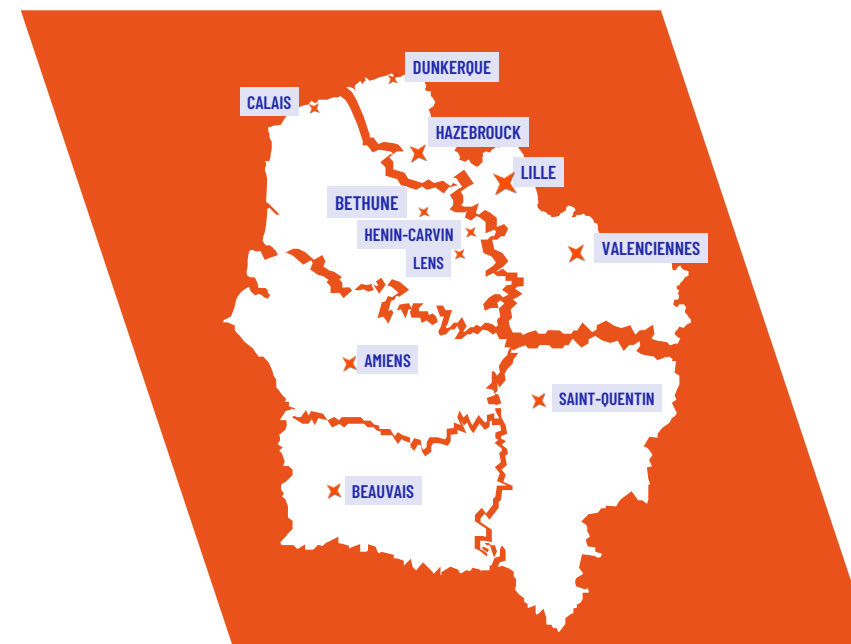 DUNKERQUE
CALAIS
HAZEBROUCK
LILLE
BETHUNE
HENIN-CARVIN
VALENCIENNES
LENS
AMIENS
SAINT-QUENTIN
BEAUVAIS